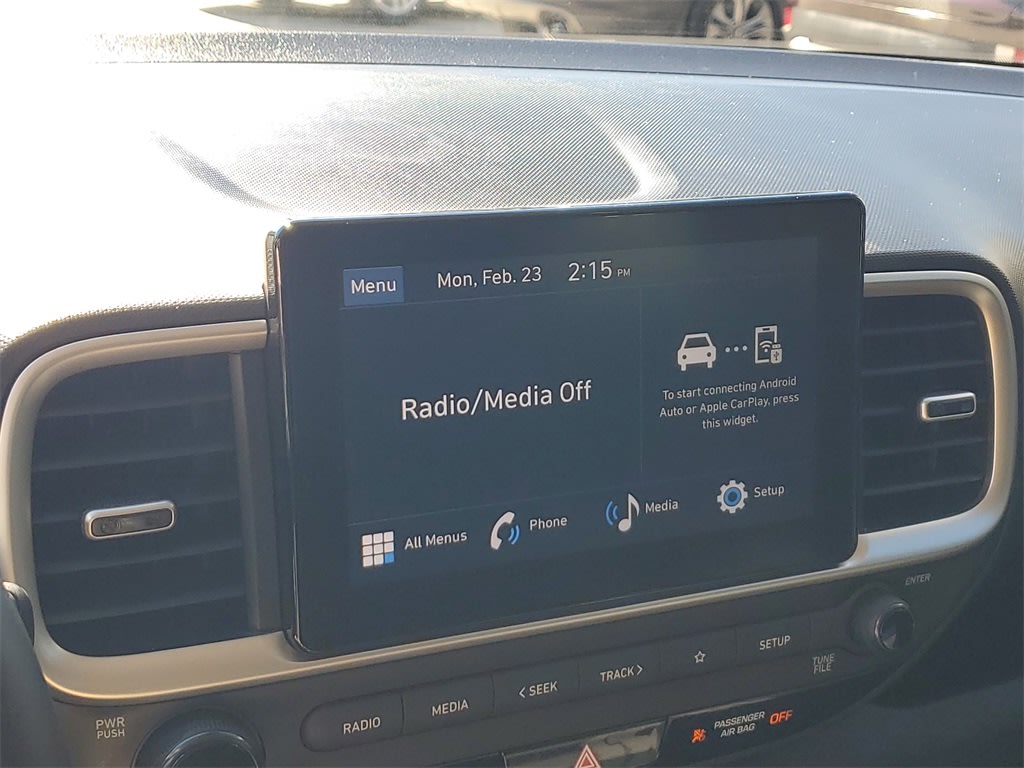 Menu
Mon, Feb. 23
2:15 PM
Radio/Media Off
To start connecting Android
Auto or Apple CarPlay, press
this widget.
All Menus
Phone
Media
Setup
ENTER
PWR
PUSH
RADIO
MEDIA
< SEEK
TRACK >
☆
SETUP
TUNE
FILE
PASSENGER
AIR BAG
OFF